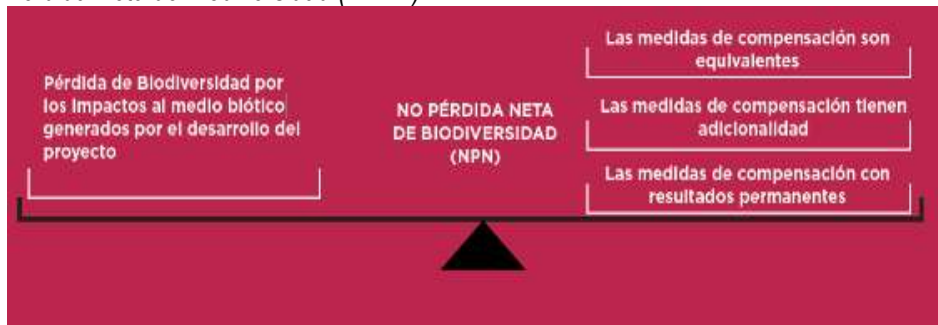 Pérdida de Biodiversidad por
los impactos al medio biótico
generados por el desarrollo del
proyecto
NO PÉRDIDA NETA
DE BIODIVERSIDAD
(NPN)
Las medidas de compensación son
equivalentes
Las medidas de compensación tienen
adicionalidad
Las medidas de compensación con
resultados permanentes